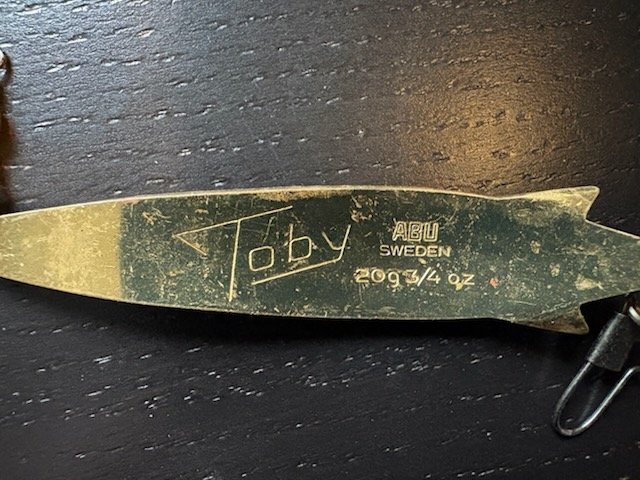 Toby
ABU
SWEDEN
20g 3/4 oz